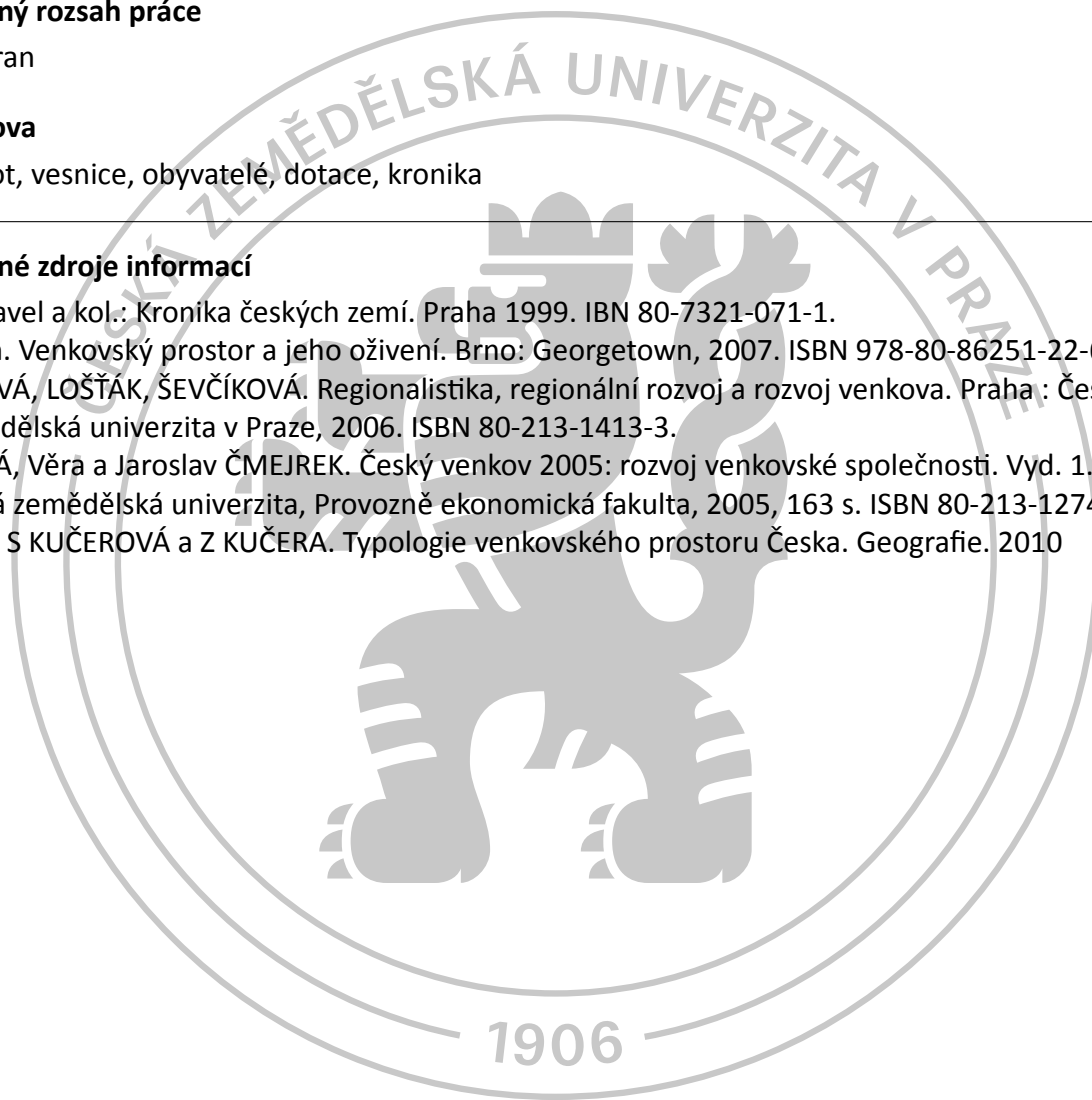 ný rozsah práce
ran
ova
ot, vesnice, obyvatelé, dotace, kronika
né zdroje informací
avel a kol.: Kronika českých zemí. Praha 1999. IBN 80-7321-071-1.
. Venkovský prostor a jeho oživení. Brno: Georgetown, 2007. ISBN 978-80-86251-22-
VÁ, LOŠŤÁK, ŠEVČÍKOVÁ. Regionalistika, regionální rozvoj a rozvoj venkova. Praha : Čes
dělská univerzita v Praze, 2006. ISBN 80-213-1413-3.
Á, Věra a Jaroslav ČMEJREK. Český venkov 2005: rozvoj venkovské společnosti. Vyd. 1.
á zemědělská univerzita, Provozně ekonomická fakulta, 2005, 163 s. ISBN 80-213-1274
S KUČEROVÁ a Z KUČERA. Typologie venkovského prostoru Česka. Geografie. 2010
ČESKÁ ZEMĚDĚLSKÁ UNIVERZITA V PRAZE
1906